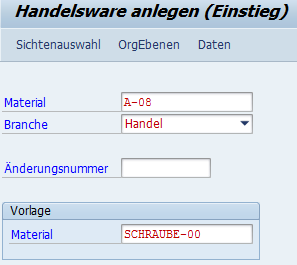 Handelsware anlegen (Einstieg)
Sichtenauswahl OrgEbenen Daten
Material A-08
Branche Handel
Änderungsnummer
Vorlage
Material SCHRAUBE-00